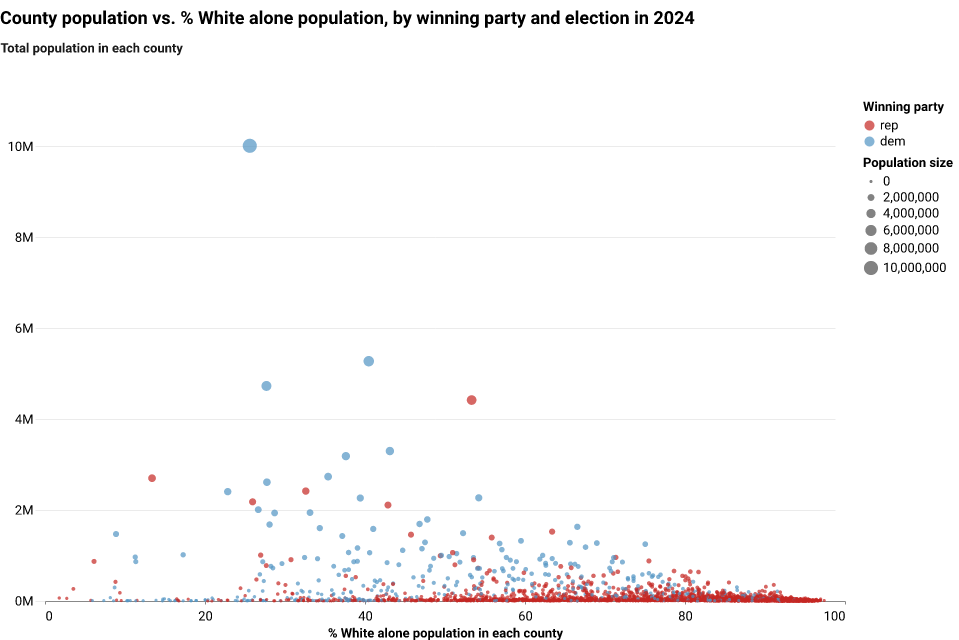 County population vs. % White alone population, by winning party and election in 2024
Total population in each county
Winning party
rep
dem
Population size
0
2,000,000
4,000,000
6,000,000
8,000,000
10,000,000
10M
8M
6M
4M
2M
0M
0 20 40 60 80 100
% White alone population in each county